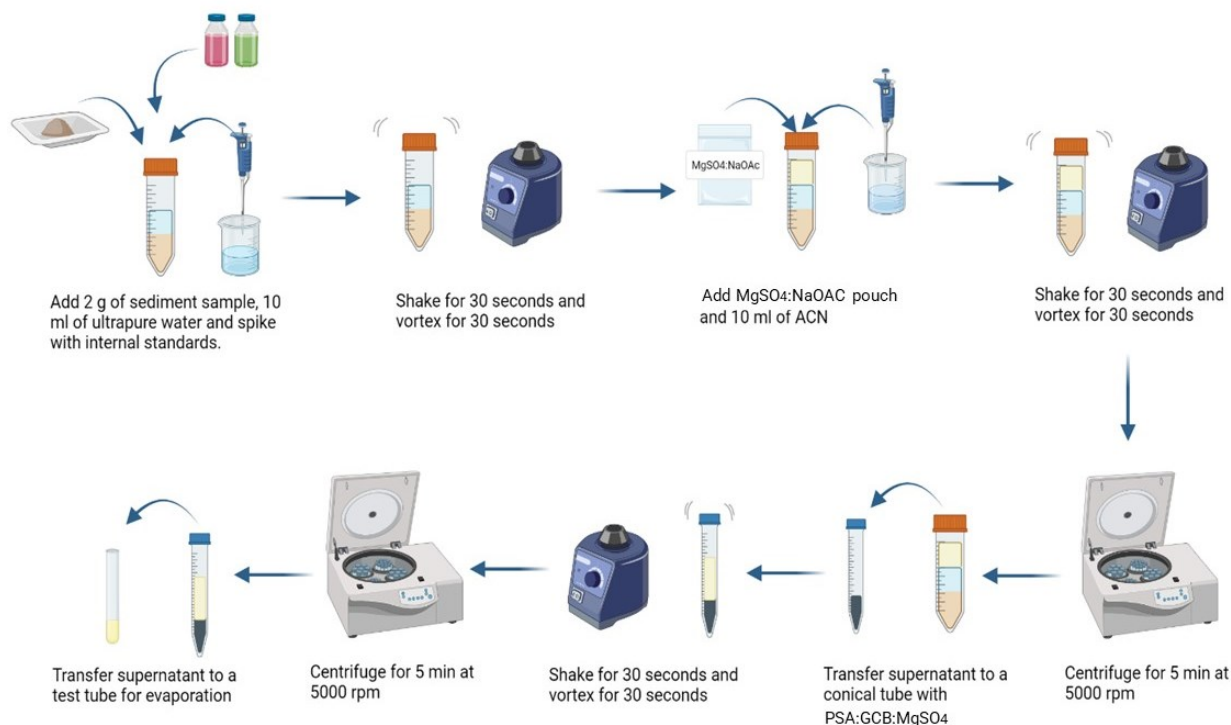 MgSO4:NaOAc
Add 2 g of sediment sample, 10
ml of ultrapure water and spike
with internal standards.
Shake for 30 seconds and
vortex for 30 seconds
Add MgSO4:NaOAC pouch
and 10 ml of ACN
Shake for 30 seconds and
vortex for 30 seconds
Transfer supernatant to a
test tube for evaporation
Centrifuge for 5 min at
5000 rpm
Shake for 30 seconds and
vortex for 30 seconds
Transfer supernatant to a
conical tube with
PSA:GCB:MgSO4
Centrifuge for 5 min at
5000 rpm